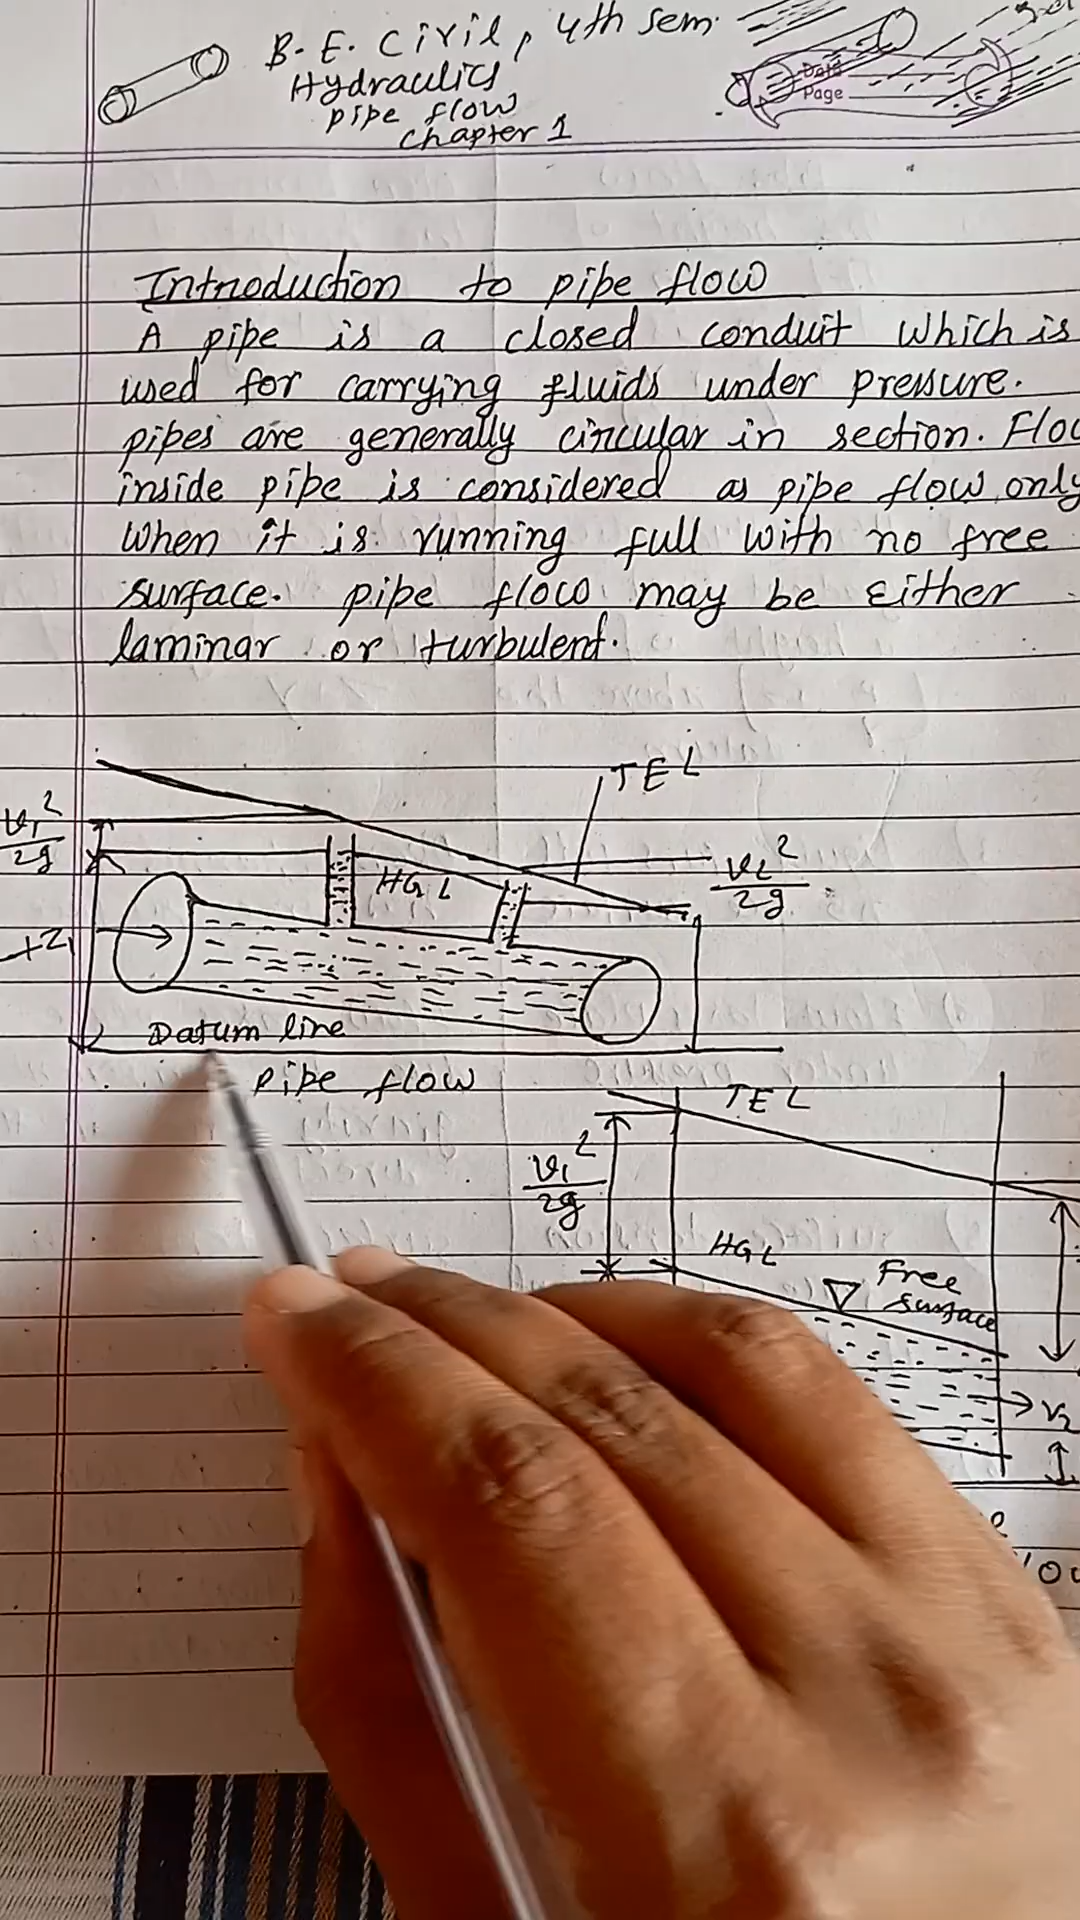 B.E. Civil, 4th sem.
Hydraulics
pipe flow
chapter 1
Date
Page
Introduction to pipe flow
A pipe is a closed conduit which is
used for carrying fluids under pressure.
pipes are generally circular in section. Flo
inside pipe is considered as pipe flow only
when it is running full with no free
surface. pipe flow may be either
laminar or turbulent.
TEL
v₁²/2g
HGL
v₂²/2g
+Z₁
Datum line
pipe flow
TEL
v₁²/2g
HGL
Free
surface
v₂